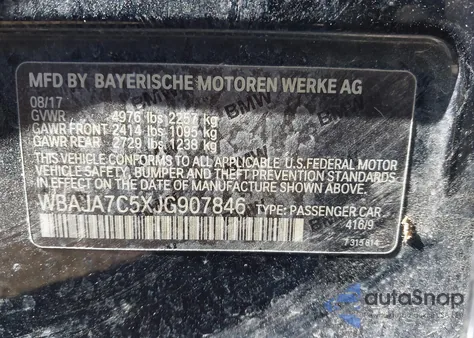 MFD BY BAYERISCHE MOTOREN WERKE AG
08/17
GVWR 4976 lbs 2257 kg
GAWR FRONT 2414 lbs 1095 kg
GAWR REAR 2729 lbs 1238 kg
THIS VEHICLE CONFORMS TO ALL APPLICABLE U.S.FEDERAL MOTOR
VEHICLE SAFETY, BUMPER AND THEFT PREVENTION STANDARDS
IN EFFECT ON THE DATE OF MANUFACTURE SHOWN ABOVE.
WBAJA7C5XJG907846 TYPE: PASSENGER CAR
416/9
7 315 814
autoSnap